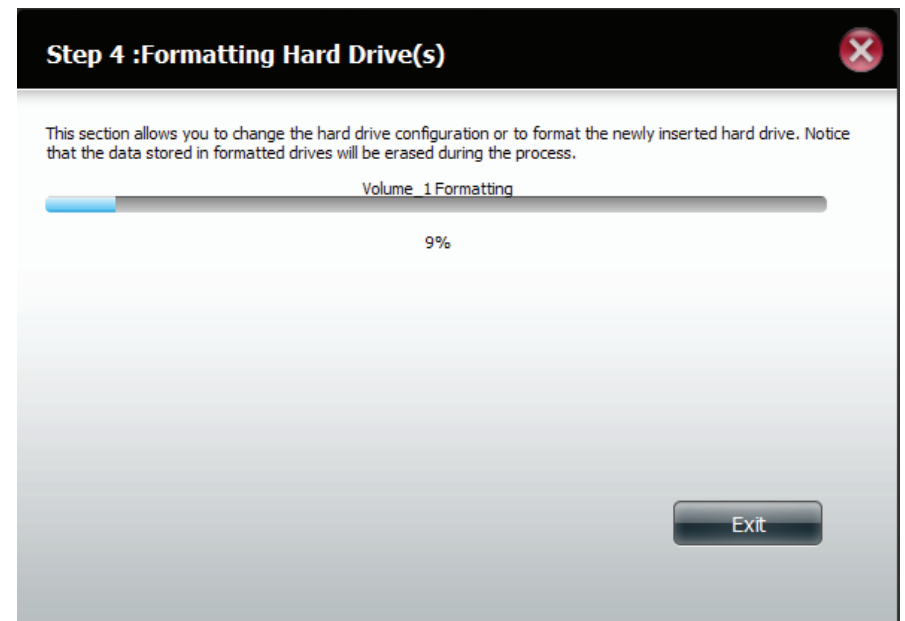 Step 4 :Formatting Hard Drive(s)
This section allows you to change the hard drive configuration or to format the newly inserted hard drive. Notice
that the data stored in formatted drives will be erased during the process.
Volume_1 Formatting
9%
Exit